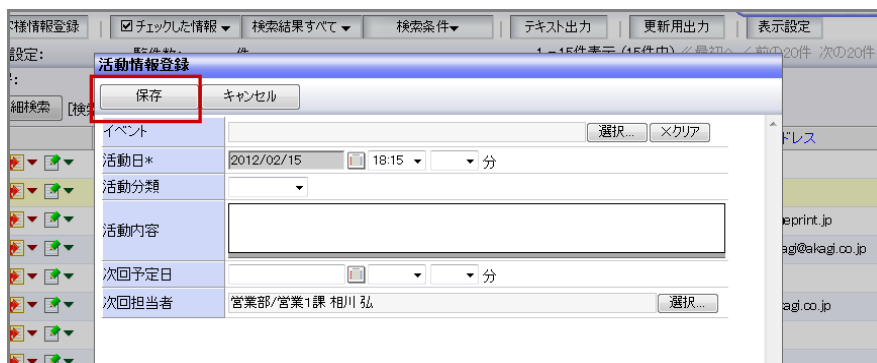 様情報登録 チェックした情報 検索結果すべて 検索条件 テキスト出力 更新用出力 表示設定
設定:
1 - 15件表示 (15件中) 最初へ 前の20件 次の20件
活動情報登録
細検索 [検索
保存 キャンセル
イベント 選択... ×クリア
ドレス
活動日* 2012/02/15 18:15 分
活動分類
eprint.jp
活動内容
agi@akagi.co.jp
次回予定日 分
次回担当者 営業部/営業1課 相川 弘 選択...
agi.co.jp